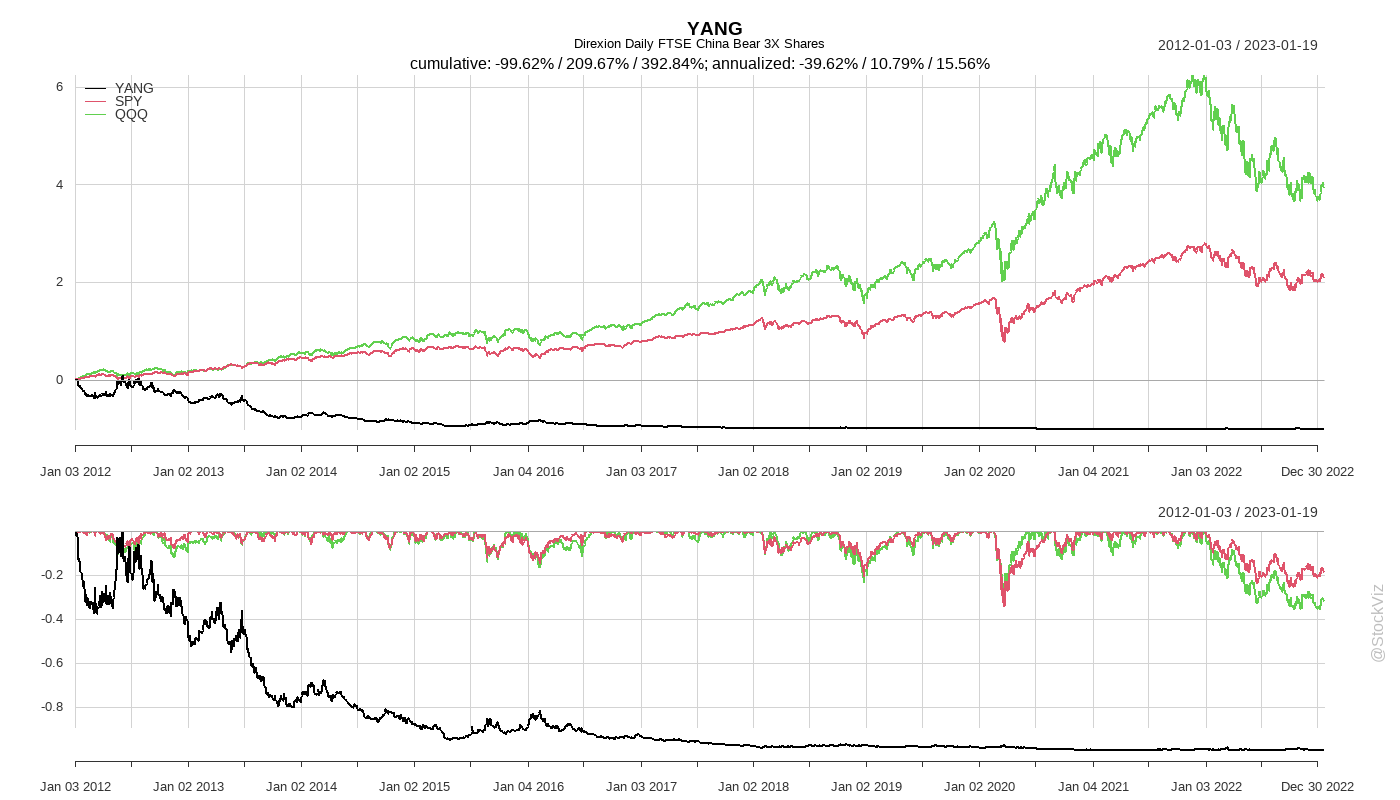 YANG
Direxion Daily FTSE China Bear 3X Shares
2012-01-03 / 2023-01-19
cumulative: -99.62% / 209.67% / 392.84%; annualized: -39.62% / 10.79% / 15.56%
YANG
SPY
QQQ
6
4
2
0
Jan 03 2012 Jan 02 2013 Jan 02 2014 Jan 02 2015 Jan 04 2016 Jan 03 2017 Jan 02 2018 Jan 02 2019 Jan 02 2020 Jan 04 2021 Jan 03 2022 Dec 30 2022
2012-01-03 / 2023-01-19
-0.2
-0.4
-0.6
-0.8
Jan 03 2012 Jan 02 2013 Jan 02 2014 Jan 02 2015 Jan 04 2016 Jan 03 2017 Jan 02 2018 Jan 02 2019 Jan 02 2020 Jan 04 2021 Jan 03 2022 Dec 30 2022
@StockViz